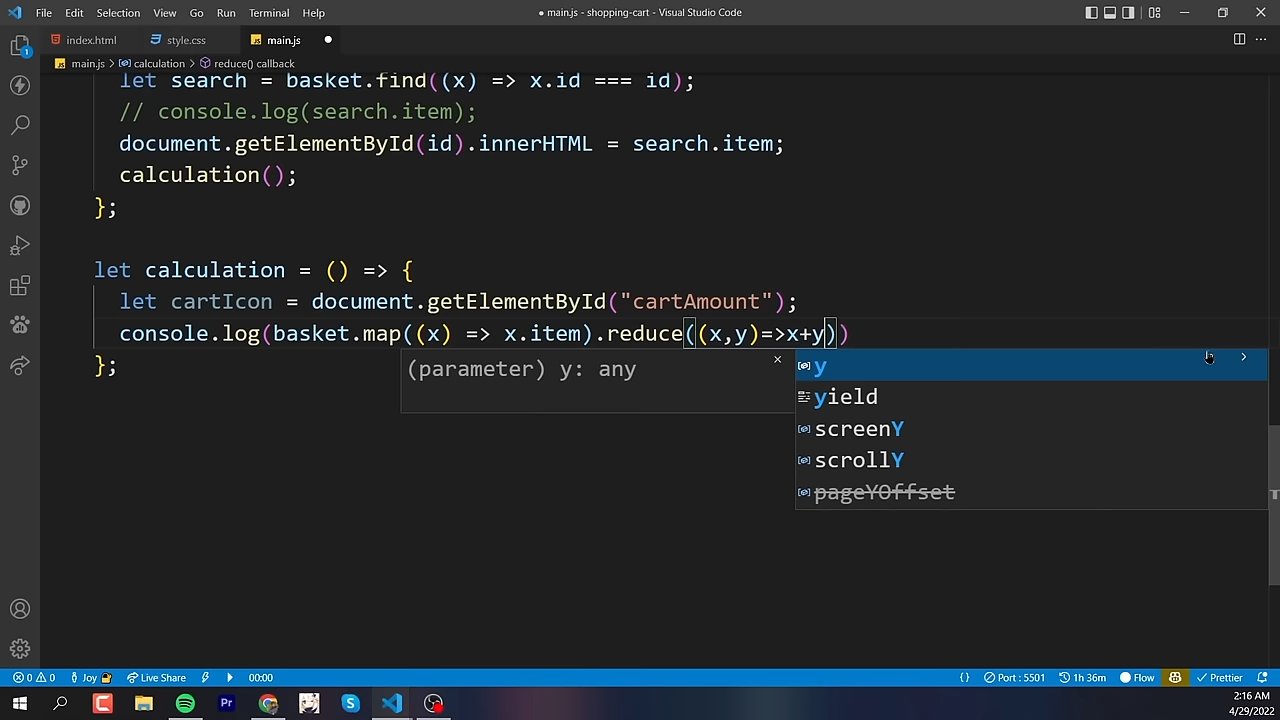 File Edit Selection View Go Run Terminal Help
● main.js - shopping-cart - Visual Studio Code
index.html style.css main.js
main.js > calculation > reduce() callback
let search = basket.find((x) => x.id === id);
// console.log(search.item);
document.getElementById(id).innerHTML = search.item;
calculation();
};
let calculation = () => {
let cartIcon = document.getElementById("cartAmount");
console.log(basket.map((x) => x.item).reduce((x,y)=>x+y))
};
(parameter) y: any
y
yield
screenY
scrollY
pageYOffset
1
0 0 Joy Live Share 00:00 {} Port : 5501 1h 36m Flow Prettier
Pr
S
2:16 AM
4/29/2022